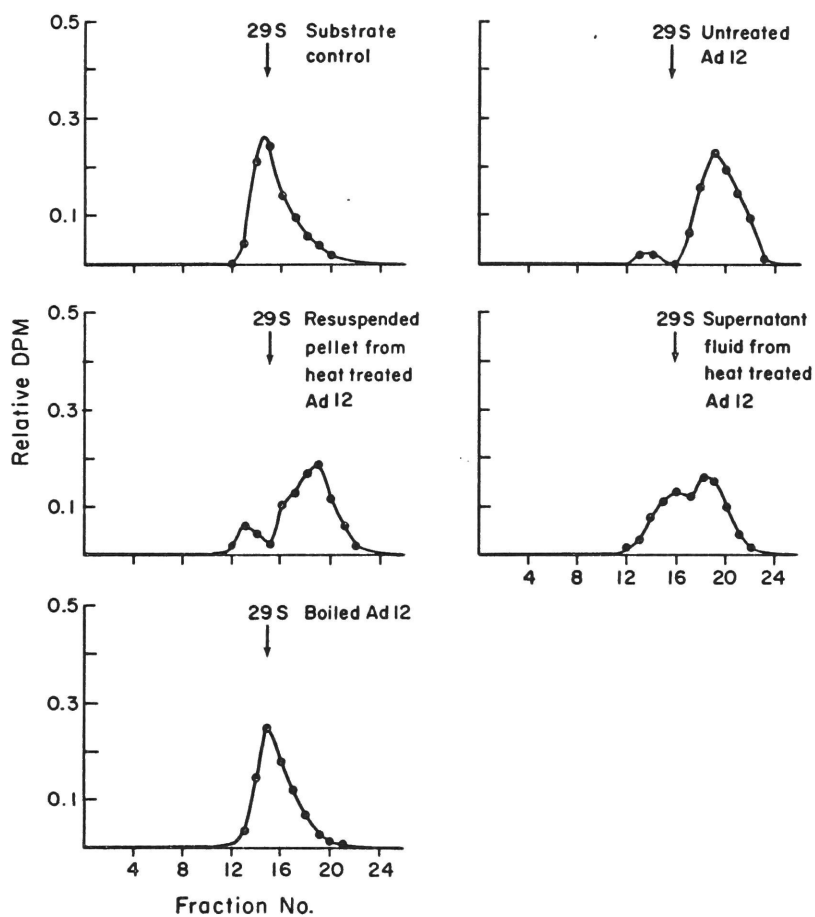 0.5
0.3
0.1
29S Substrate
control
29S Untreated
Ad 12
0.5
0.3
0.1
Relative DPM
29S Resuspended
pellet from
heat treated
Ad 12
29S Supernatant
fluid from
heat treated
Ad 12
4 8 12 16 20 24
0.5
0.3
0.1
29S Boiled Ad 12
4 8 12 16 20 24
Fraction No.